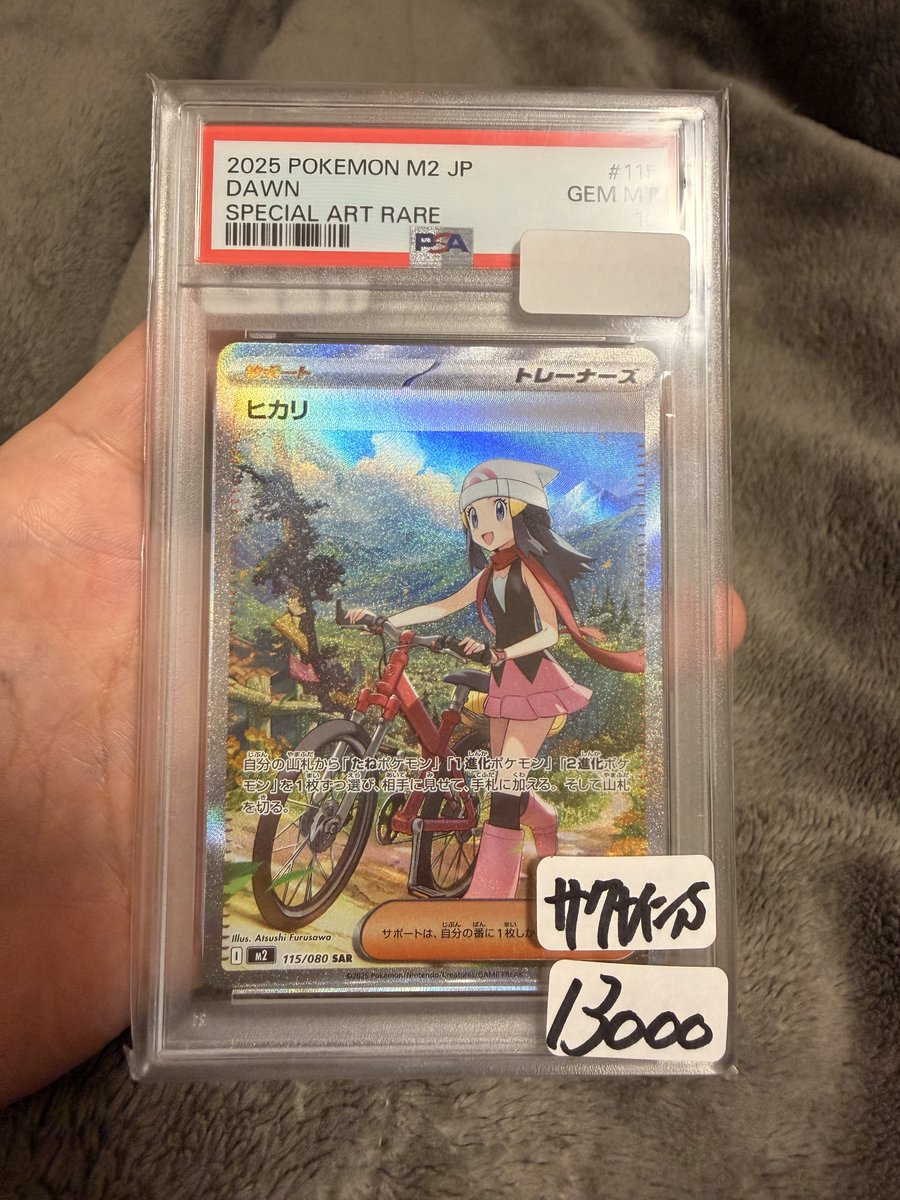 2025 POKEMON M2 JP
#115
DAWN
GEM MT
SPECIAL ART RARE
10
PSA
サポート
トレーナーズ
ヒカリ
自分の山札から「たねポケモン」「1進化ポケモン」「2進化ポケ
モン」を1枚ずつ選び、相手に見せて、手札に加える。そして山札
を切る。
サポートは、自分の番に1枚しか
Illus. Atsushi Furusawa
I M2 115/080 SAR
©2025 Pokémon/Nintendo/Creatures/GAME FREAK
13000